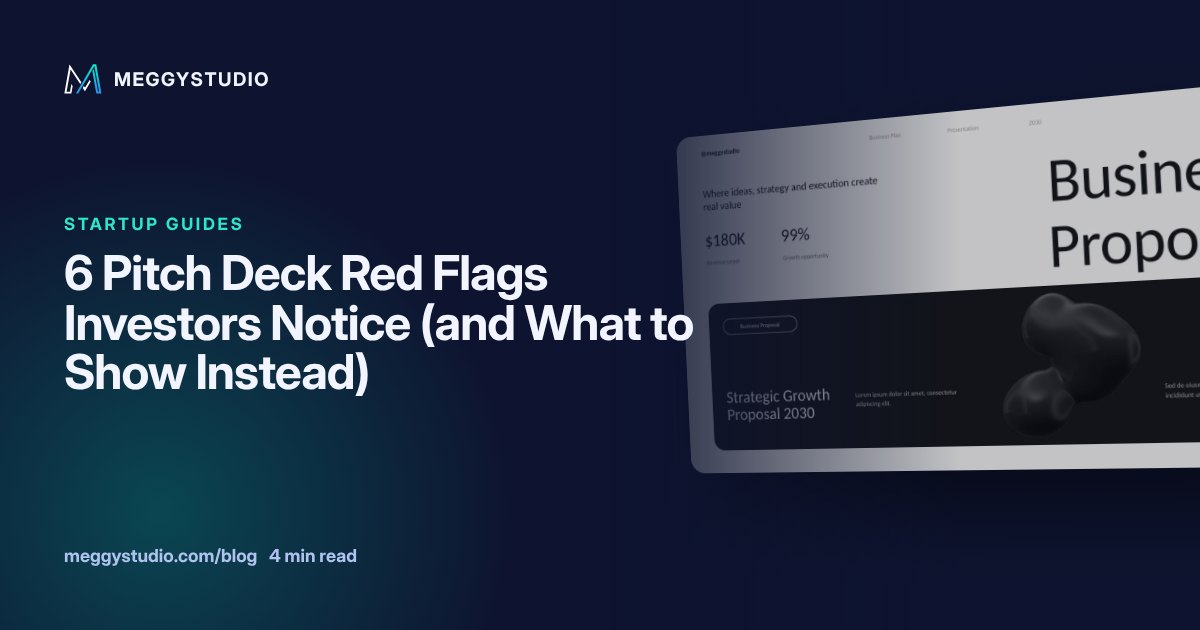 MEGGYSTUDIO
STARTUP GUIDES
6 Pitch Deck Red Flags
Investors Notice (and What to
Show Instead)
meggystudio.com/blog 4 min read
@meggystudio
Business Plan
Presentation
2030
Where ideas, strategy and execution create
real value
$180K
99%
Growth opportunity
Busine
Propo
Business Proposal
Strategic Growth
Proposal 2030
Lorem ipsum dolor sit amet, consectetur
adipiscing elit.
Sed do eiusm
incididunt u